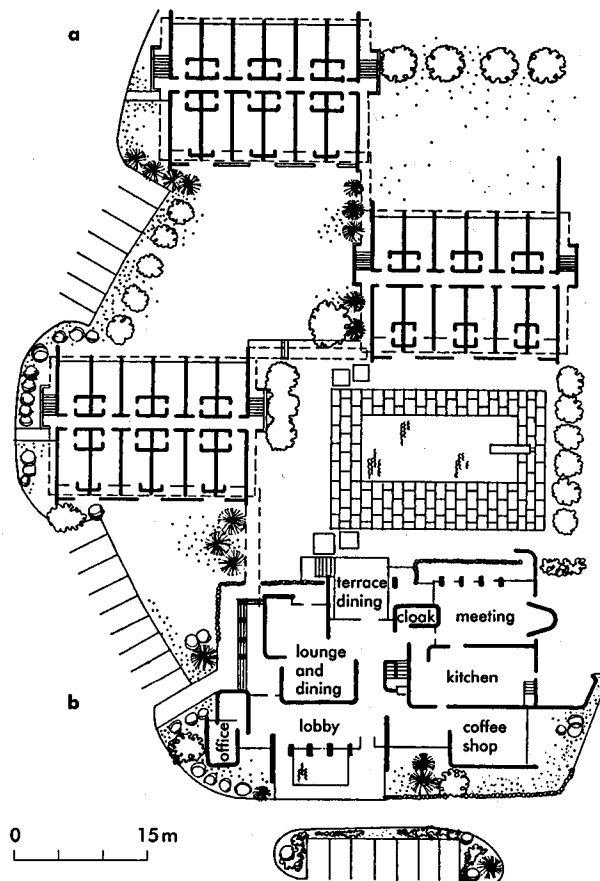 a
terrace
dining
cloak
meeting
lounge
and
dining
kitchen
b
office
lobby
coffee
shop
0 15m